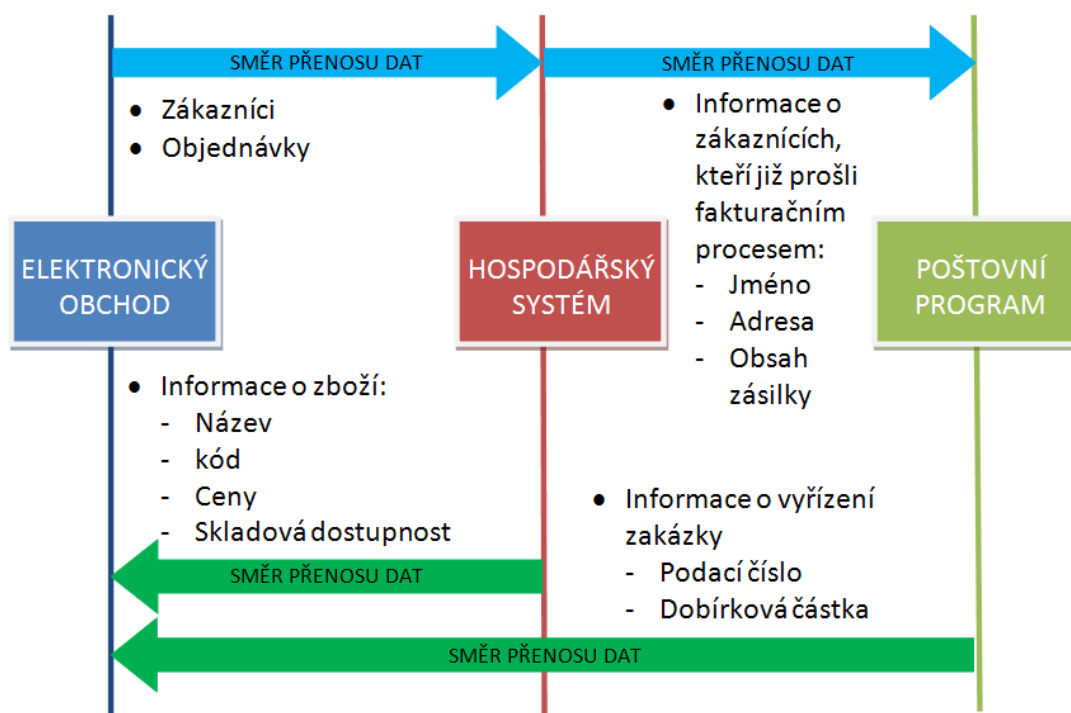 SMĚR PŘENOSU DAT
SMĚR PŘENOSU DAT
• Zákazníci
• Objednávky
• Informace o
zákaznících,
kteří již prošli
fakturačním
procesem:
- Jméno
- Adresa
- Obsah
zásilky
ELEKTRONICKÝ
OBCHOD
HOSPODÁŘSKÝ
SYSTÉM
POŠTOVNÍ
PROGRAM
• Informace o zboží:
- Název
- kód
- Ceny
- Skladová dostupnost
• Informace o vyřízení
zakázky
- Podací číslo
- Dobírková částka
SMĚR PŘENOSU DAT
SMĚR PŘENOSU DAT